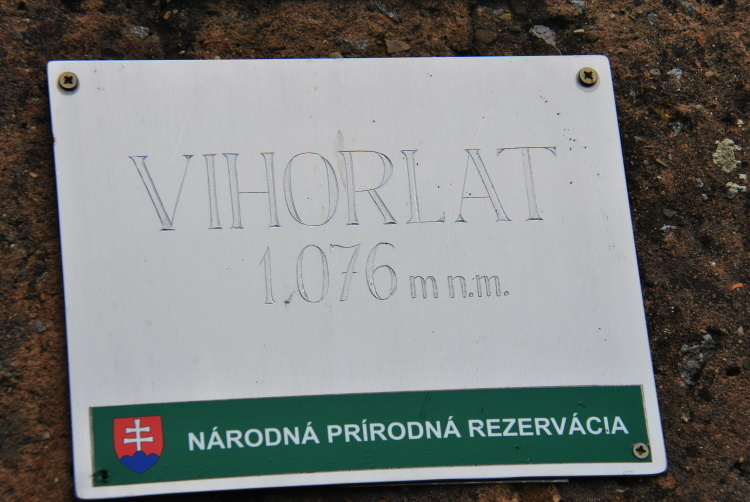 VIHORLAT
1.076 m n.m.
NÁRODNÁ PRÍRODNÁ REZERVÁCIA